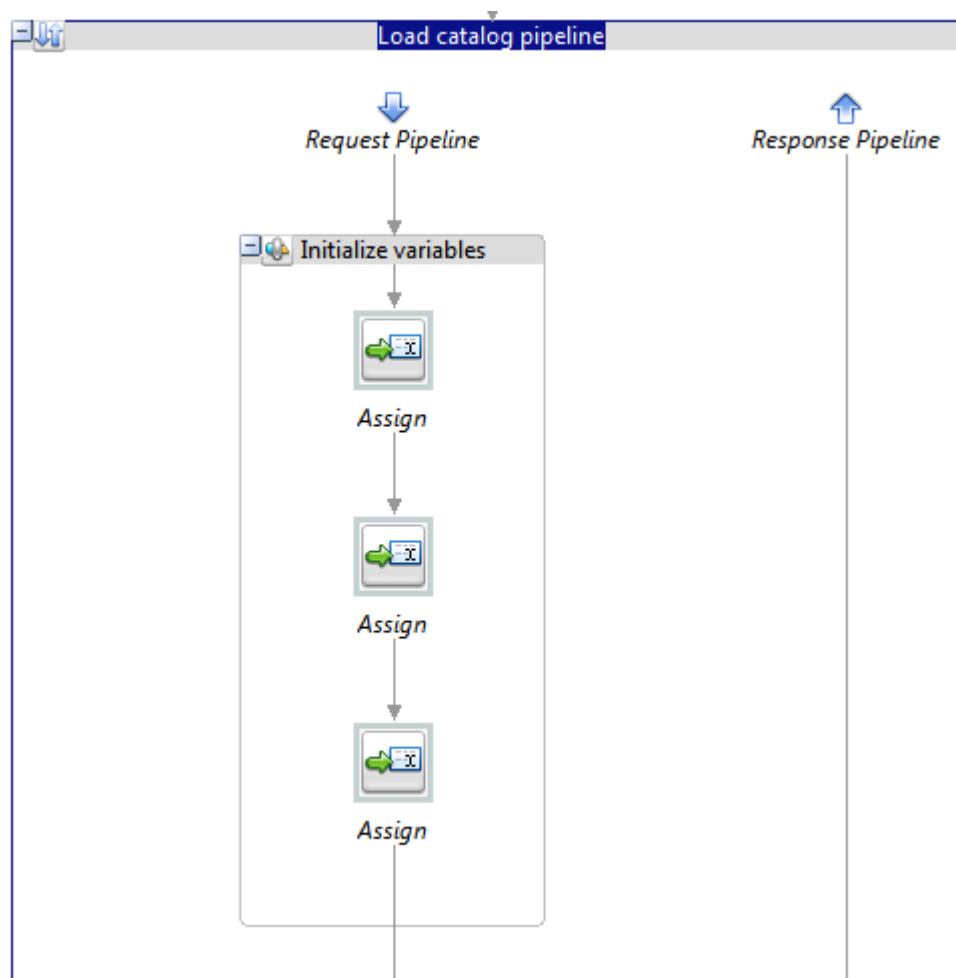 Load catalog pipeline
Request Pipeline
Response Pipeline
Initialize variables
Assign
Assign
Assign